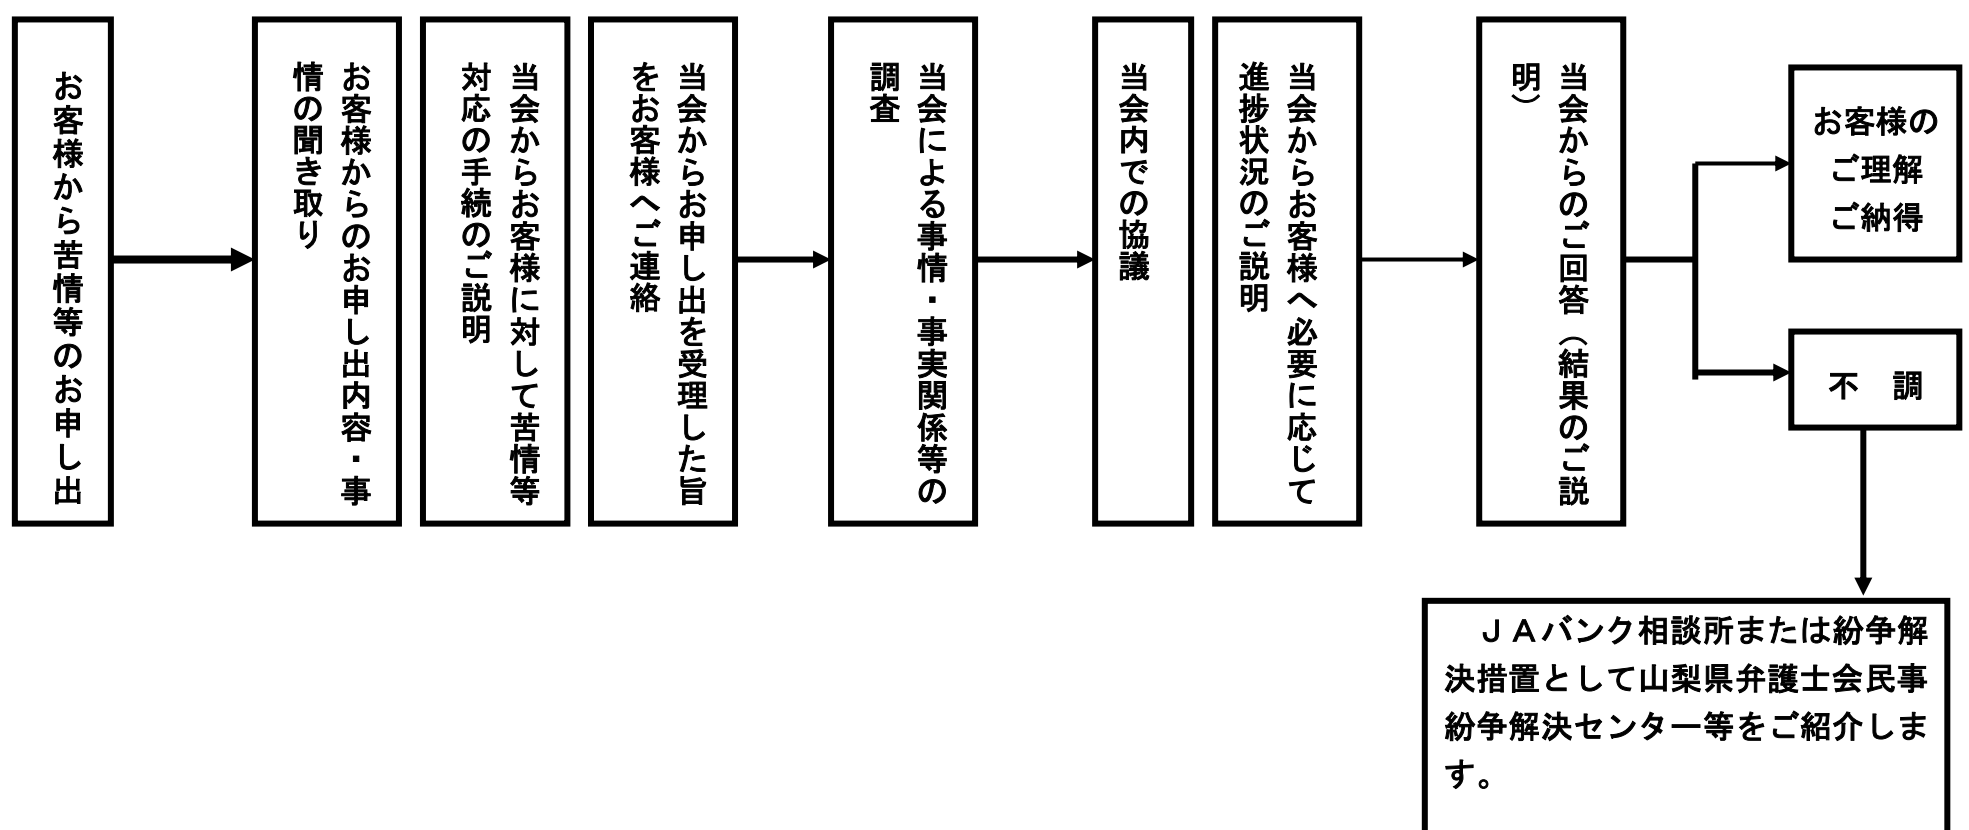 お客様から苦情等のお申し出
お客様からのお申し出内容・事
情の聞き取り
当会からお客様に対して苦情等
対応の手続のご説明
当会からお申し出を受理した旨
をお客様へご連絡
当会による事情・事実関係等の
調査
当会内での協議
当会からお客様へ必要に応じて
進捗状況のご説明
当会からのご回答（結果のご説
明）
お客様の
ご理解
ご納得
不　調
ＪＡバンク相談所または紛争解
決措置として山梨県弁護士会民事
紛争解決センター等をご紹介しま
す。